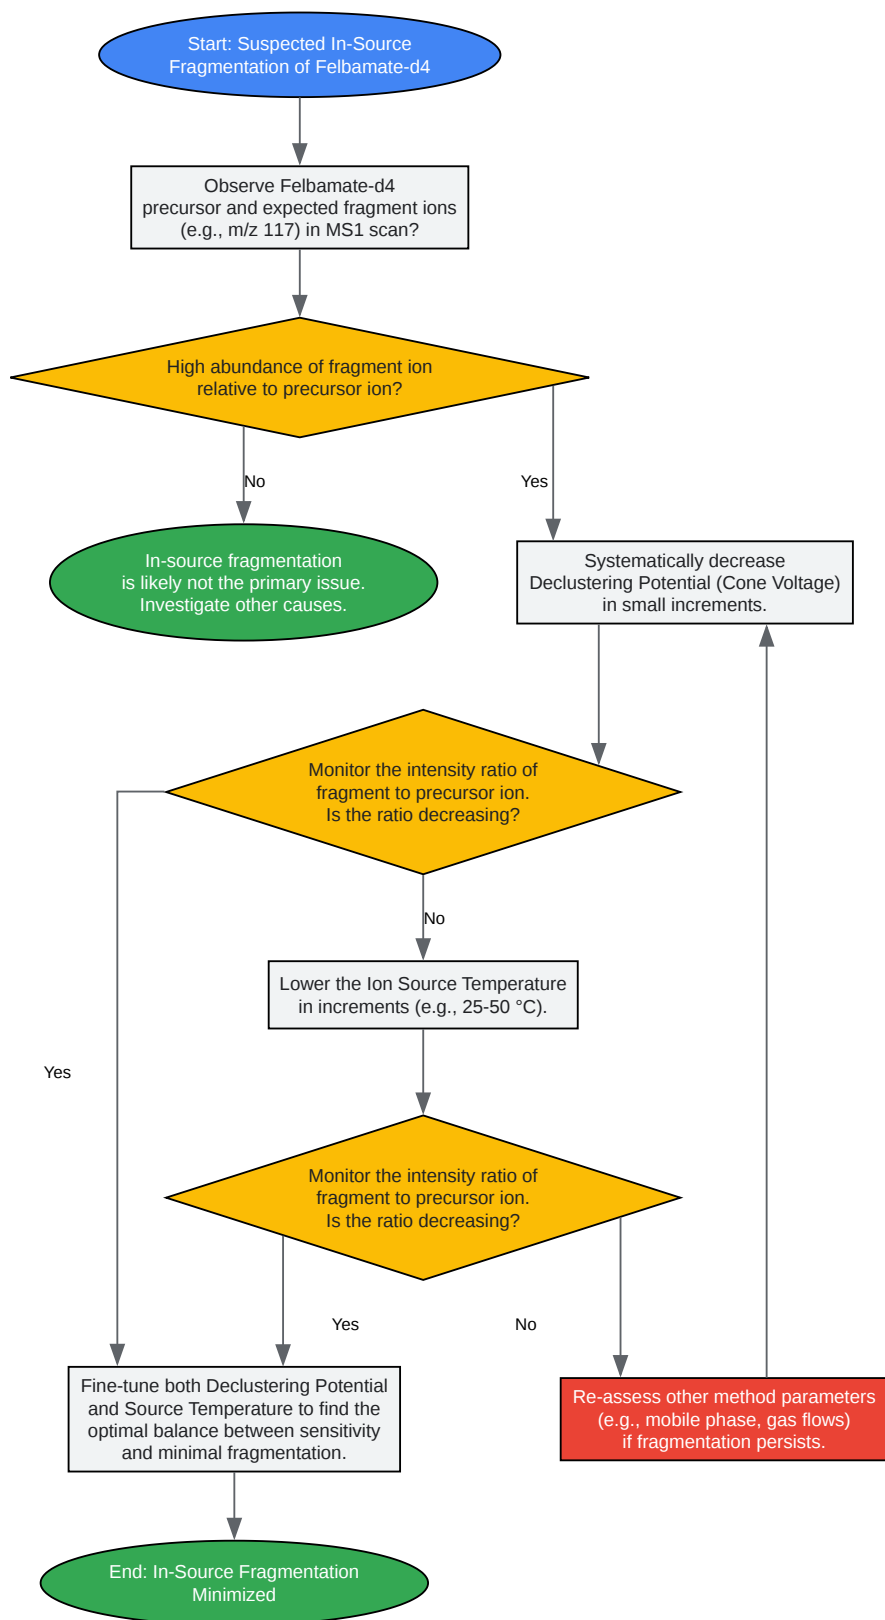 Start: Suspected In-Source
Fragmentation of Felbamate-d4
Observe Felbamate-d4
precursor and expected fragment ions
(e.g., m/z 117) in MS1 scan?
High abundance of fragment ion
relative to precursor ion?
No
Yes
In-source fragmentation
is likely not the primary issue.
Investigate other causes.
Systematically decrease
Declustering Potential (Cone Voltage)
in small increments.
Monitor the intensity ratio of
fragment to precursor ion.
Is the ratio decreasing?
No
Lower the Ion Source Temperature
in increments (e.g., 25-50 °C).
Yes
Monitor the intensity ratio of
fragment to precursor ion.
Is the ratio decreasing?
Yes
No
Fine-tune both Declustering Potential
and Source Temperature to find the
optimal balance between sensitivity
and minimal fragmentation.
Re-assess other method parameters
(e.g., mobile phase, gas flows)
if fragmentation persists.
End: In-Source Fragmentation
Minimized